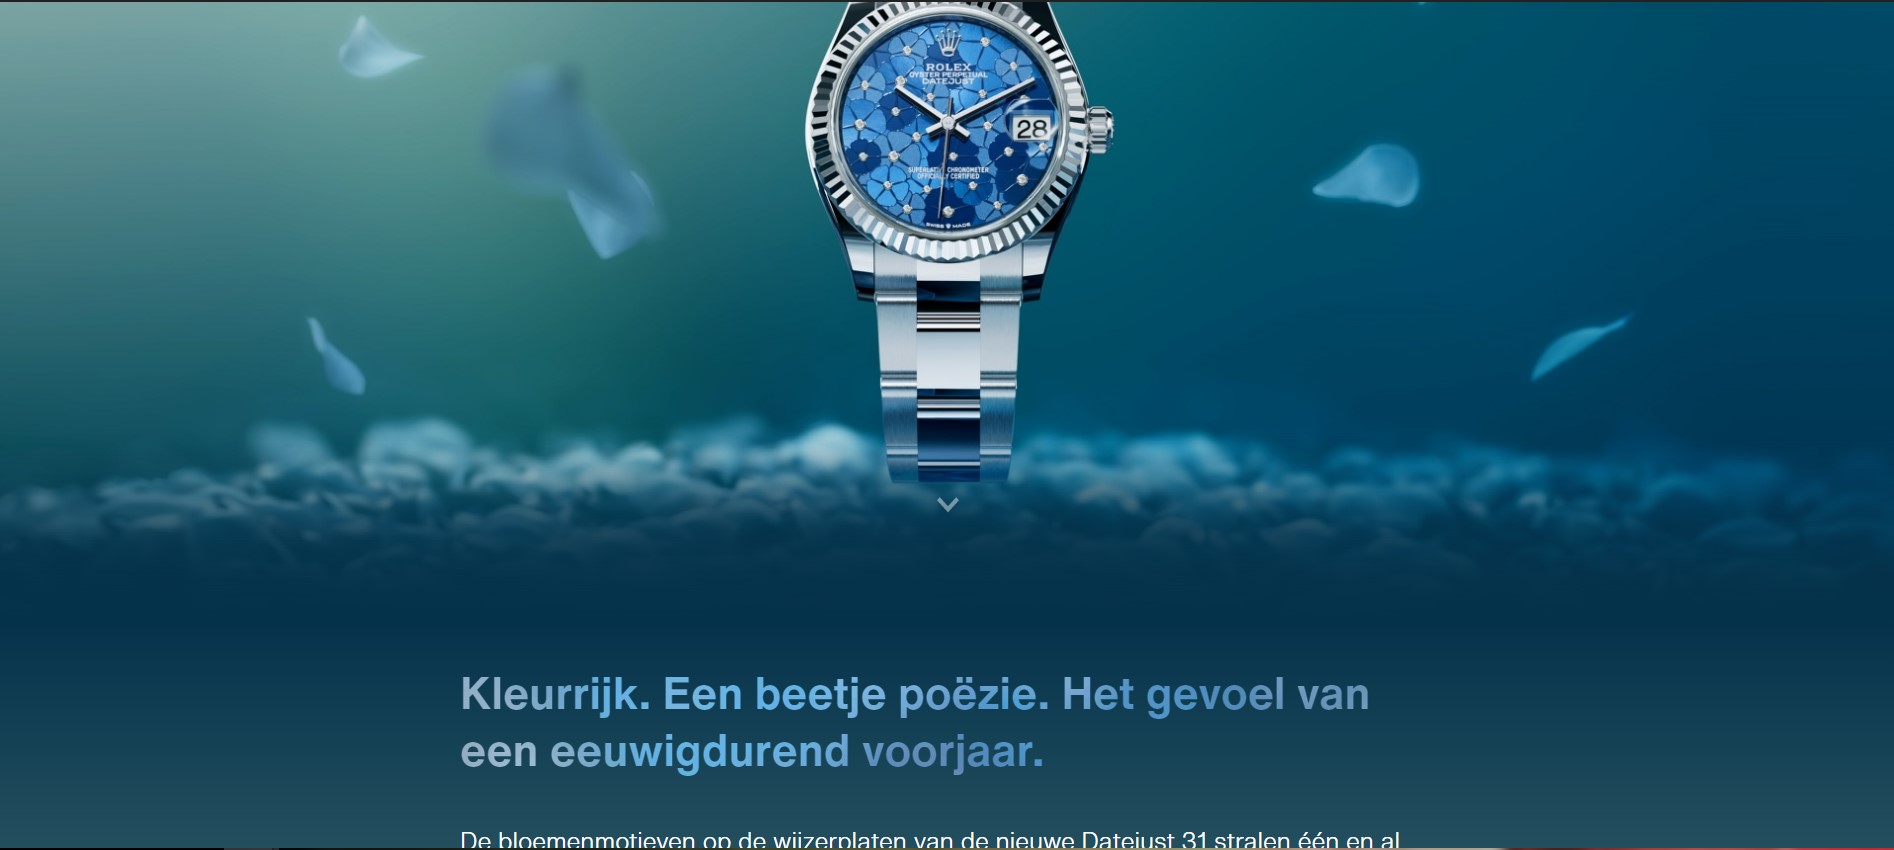 ROLEX
OYSTER PERPETUAL
DATEJUST
28
SUPERLATIVE CHRONOMETER
OFFICIALLY CERTIFIED
SWISS MADE
Kleurrijk. Een beetje poëzie. Het gevoel van
een eeuwigdurend voorjaar.
De bloemenmotieven op de wijzerplaten van de nieuwe Datejust 31 stralen één en al